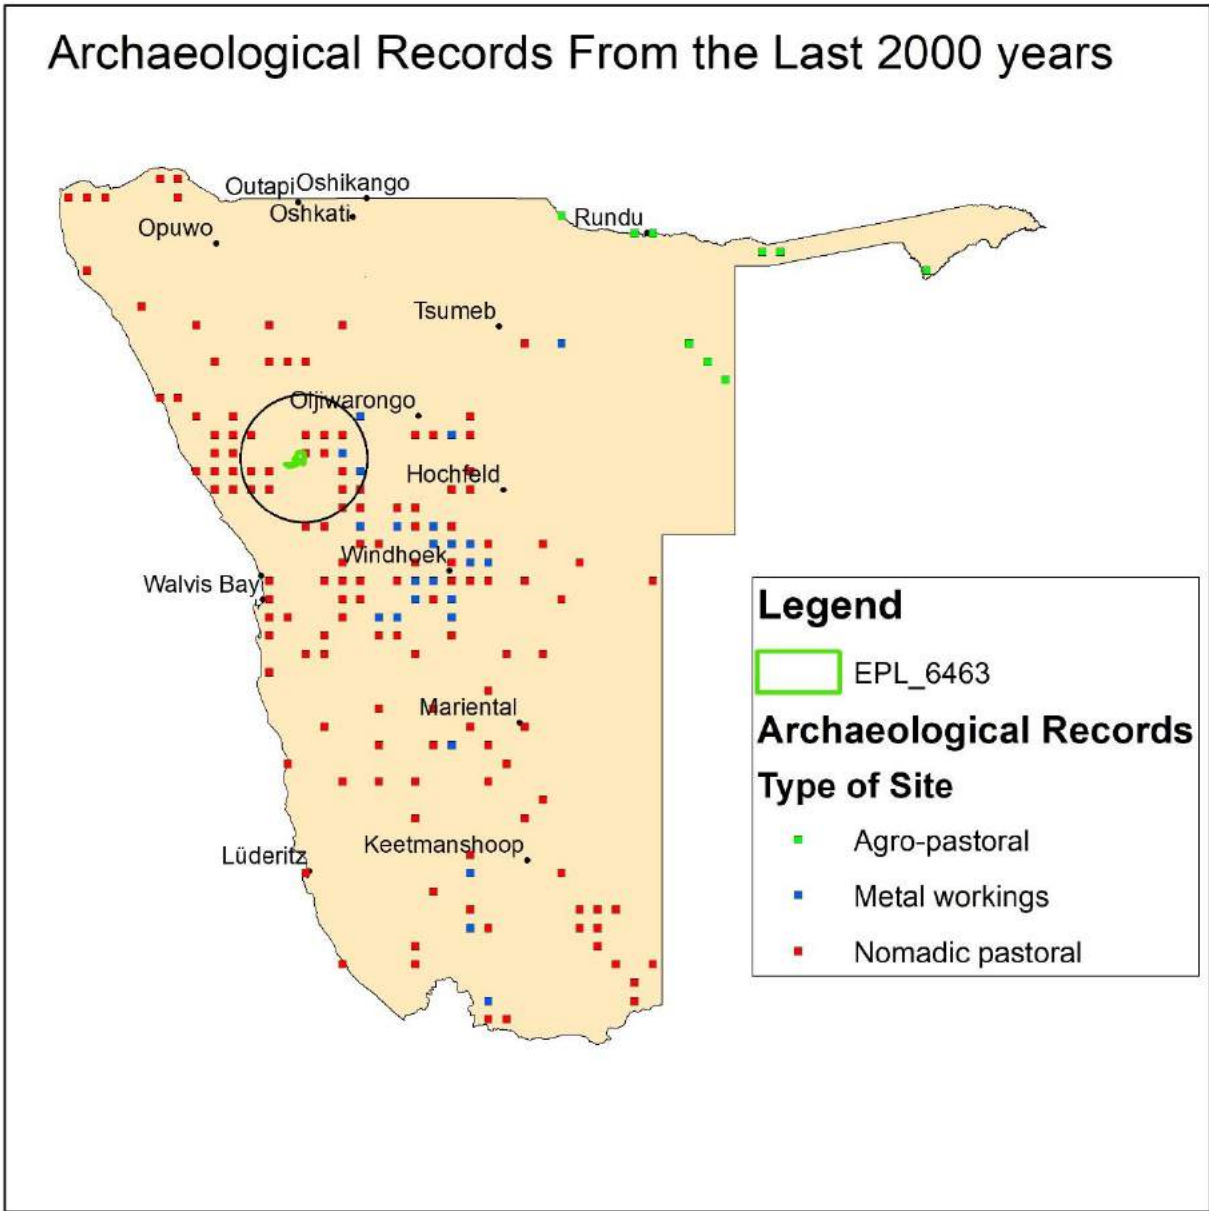 Archaeological Records From the Last 2000 years
Outapi Oshikango
Oshkati
Opuwo
Rundu
Tsumeb
Oljiwarongo
Hochfeld
Windhoek
Walvis Bay
Legend
EPL_6463
Mariental
Archaeological Records
Type of Site
Keetmanshoop
Lüderitz
Agro-pastoral
Metal workings
Nomadic pastoral